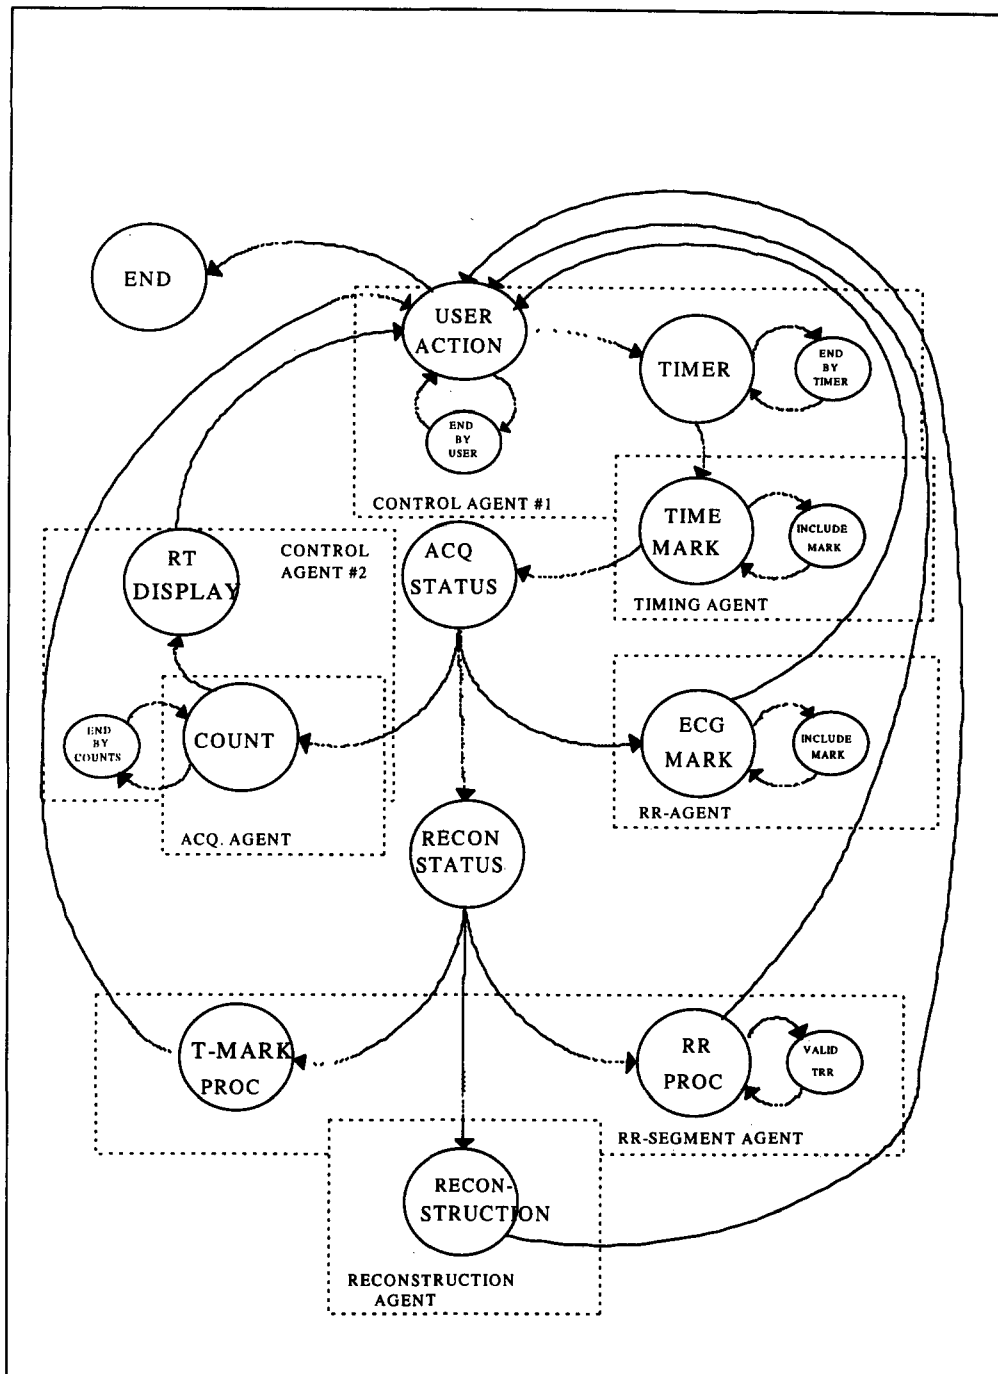 END
USER
ACTION
TIMER
END
BY
TIMER
END
BY
USER
CONTROL AGENT #1
TIME
MARK
INCLUDE
MARK
TIMING AGENT
ACQ
STATUS
CONTROL
AGENT #2
RT
DISPLAY
COUNT
END
BY
COUNTS
ACQ. AGENT
ECG
MARK
INCLUDE
MARK
RR-AGENT
RECON
STATUS
T-MARK
PROC
RR
PROC
VALID
TRR
RR-SEGMENT AGENT
RECON-
STRUCTION
RECONSTRUCTION
AGENT